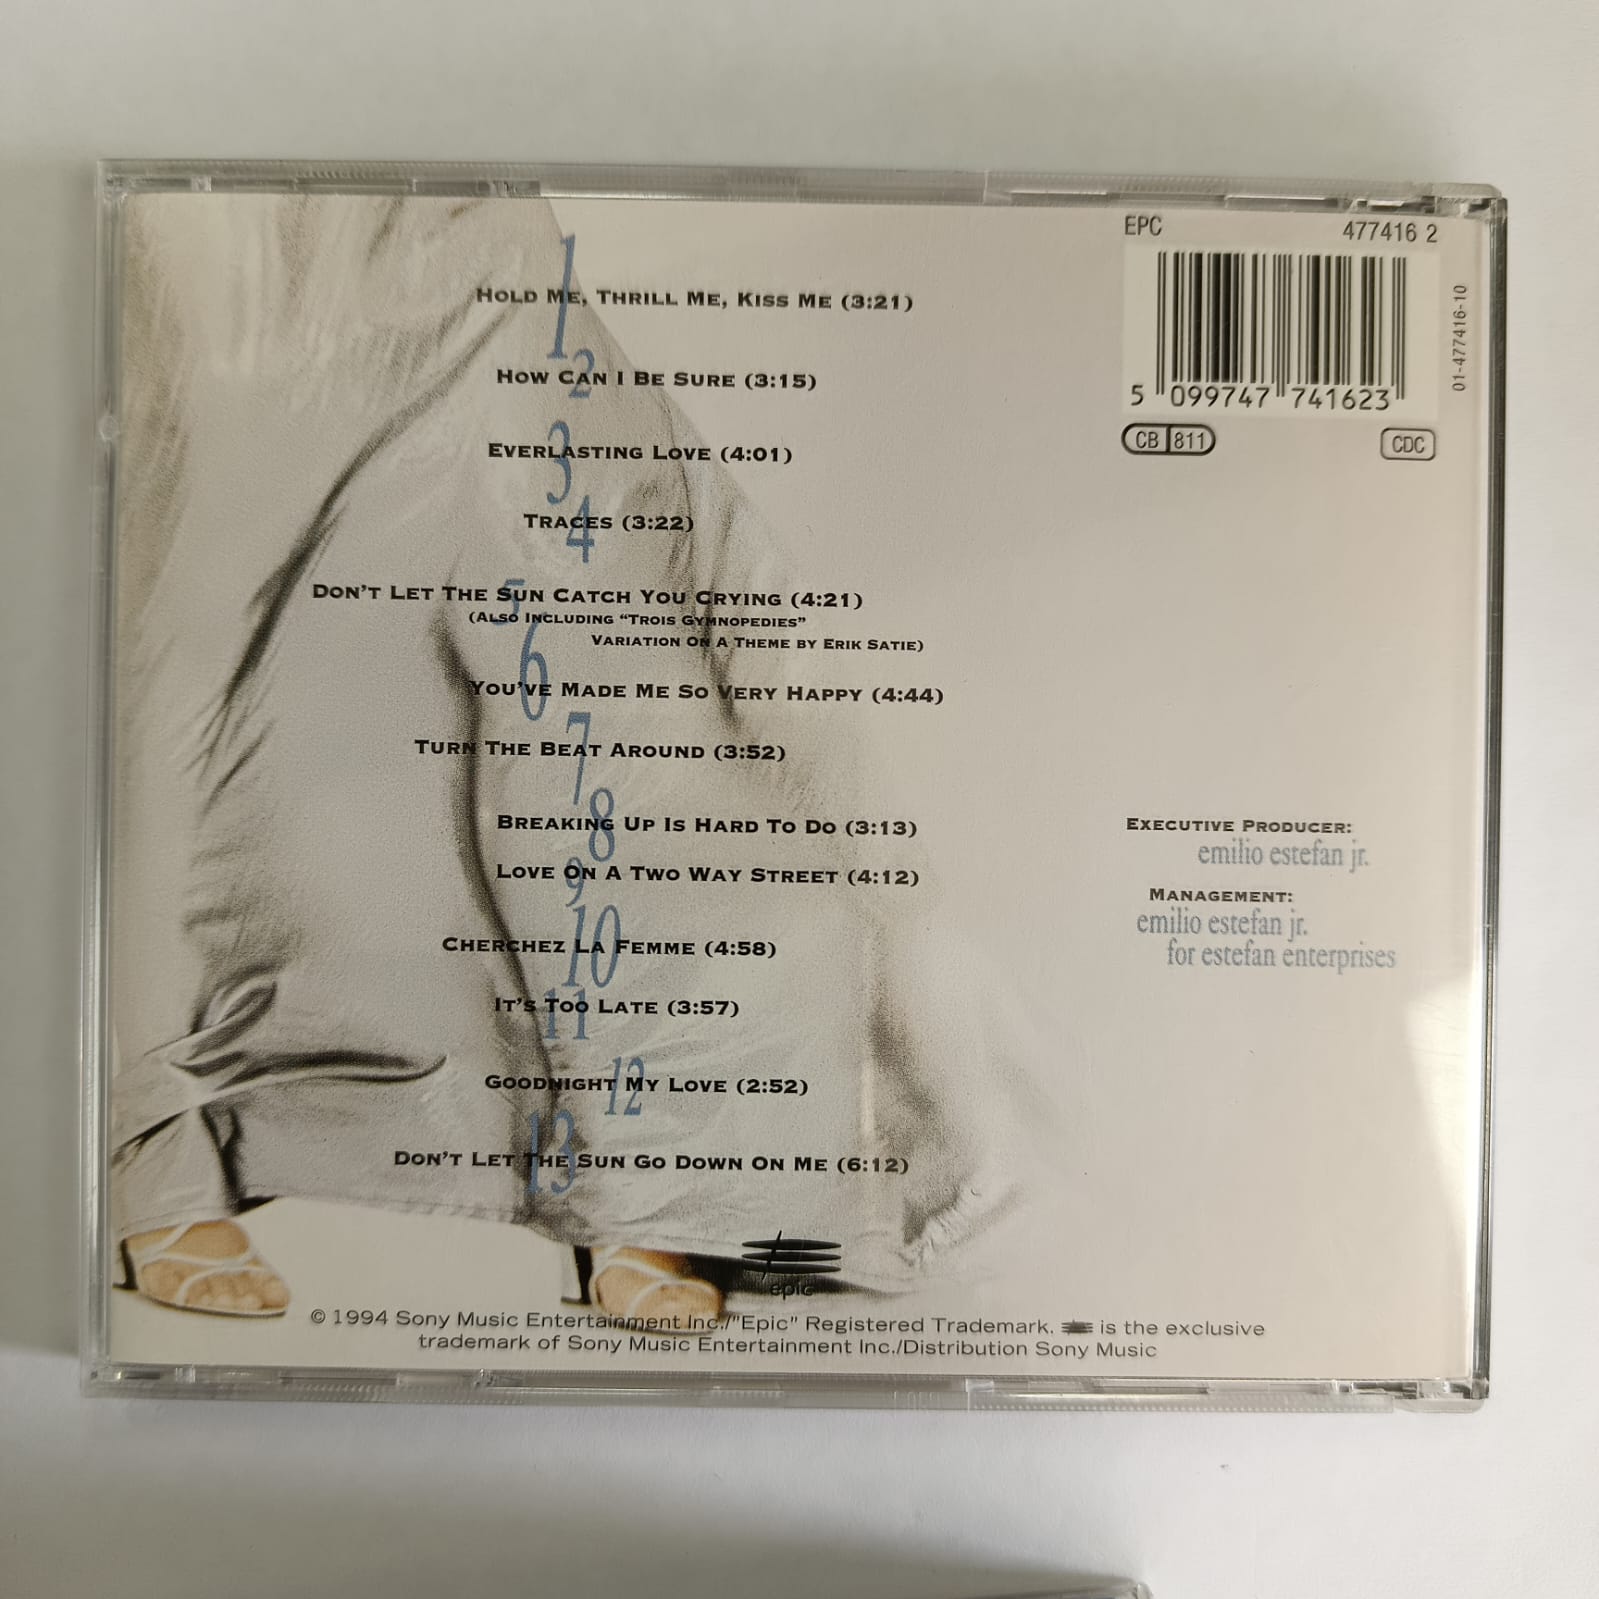 EPC 477416 2
01-477416-10
5 099747 741623
CB 811 CDC
1
HOLD ME, THRILL ME, KISS ME (3:21)
2
HOW CAN I BE SURE (3:15)
3
EVERLASTING LOVE (4:01)
4
TRACES (3:22)
5
DON'T LET THE SUN CATCH YOU CRYING (4:21)
(ALSO INCLUDING "TROIS GYMNOPEDIES"
VARIATION ON A THEME BY ERIK SATIE)
6
YOU'VE MADE ME SO VERY HAPPY (4:44)
7
TURN THE BEAT AROUND (3:52)
8
BREAKING UP IS HARD TO DO (3:13)
9
LOVE ON A TWO WAY STREET (4:12)
10
CHERCHEZ LA FEMME (4:58)
11
IT'S TOO LATE (3:57)
12
GOODNIGHT MY LOVE (2:52)
13
DON'T LET THE SUN GO DOWN ON ME (6:12)
EXECUTIVE PRODUCER:
emilio estefan jr.
MANAGEMENT:
emilio estefan jr.
for estefan enterprises
epic
© 1994 Sony Music Entertainment Inc./"Epic" Registered Trademark. is the exclusive
trademark of Sony Music Entertainment Inc./Distribution Sony Music